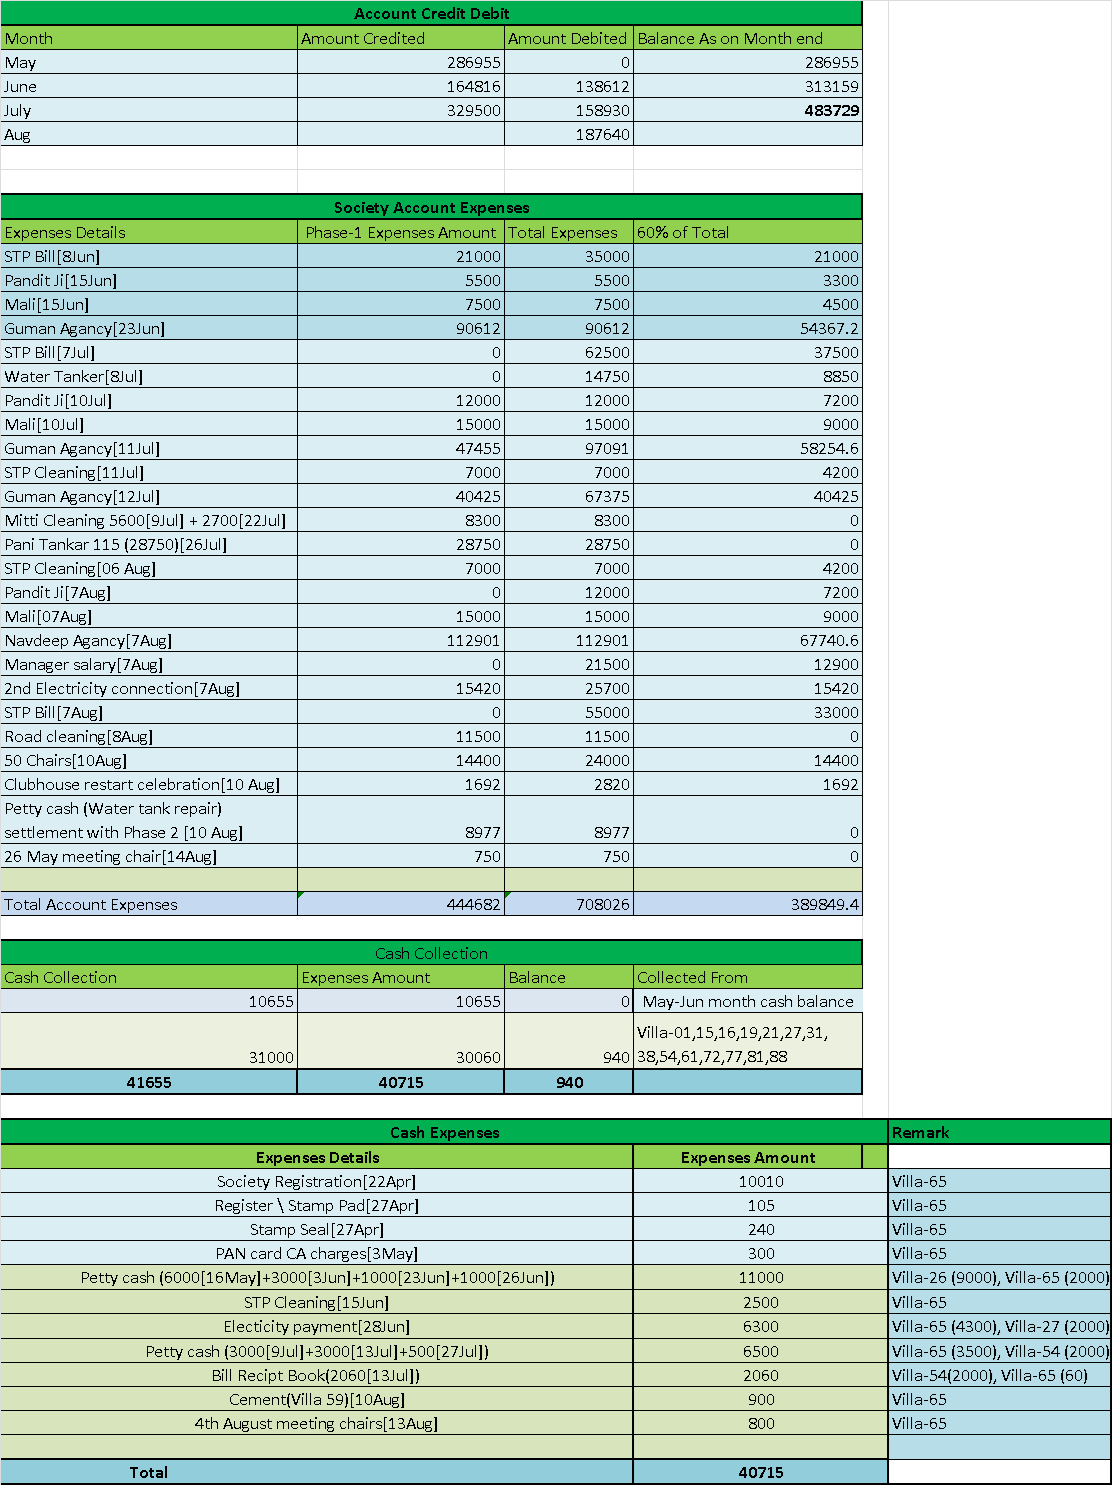 Account Credit Debit
Month Amount Credited Amount Debited Balance As on Month end
May 286955 0 286955
June 164816 138612 313159
July 329500 158930 483729
Aug 187640
Society Account Expenses
Expenses Details Phase-1 Expenses Amount Total Expenses 60% of Total
STP Bill[8Jun] 21000 35000 21000
Pandit Ji[15Jun] 5500 5500 3300
Mali[15Jun] 7500 7500 4500
Guman Agancy[23Jun] 90612 90612 54367.2
STP Bill[7Jul] 0 62500 37500
Water Tanker[8Jul] 0 14750 8850
Pandit Ji[10Jul] 12000 12000 7200
Mali[10Jul] 15000 15000 9000
Guman Agancy[11Jul] 47455 97091 58254.6
STP Cleaning[11Jul] 7000 7000 4200
Guman Agancy[12Jul] 40425 67375 40425
Mitti Cleaning 5600[9Jul] + 2700[22Jul] 8300 8300 0
Pani Tankar 115 (28750)[26Jul] 28750 28750 0
STP Cleaning[06 Aug] 7000 7000 4200
Pandit Ji[7Aug] 0 12000 7200
Mali[07Aug] 15000 15000 9000
Navdeep Agancy[7Aug] 112901 112901 67740.6
Manager salary[7Aug] 0 21500 12900
2nd Electricity connection[7Aug] 15420 25700 15420
STP Bill[7Aug] 0 55000 33000
Road cleaning[8Aug] 11500 11500 0
50 Chairs[10Aug] 14400 24000 14400
Clubhouse restart celebration[10 Aug] 1692 2820 1692
Petty cash (Water tank repair)
settlement with Phase 2 [10 Aug] 8977 8977 0
26 May meeting chair[14Aug] 750 750 0
Total Account Expenses 444682 708026 389849.4
Cash Collection
Cash Collection Expenses Amount Balance Collected From
10655 10655 0 May-Jun month cash balance
Villa-01,15,16,19,21,27,31,
31000 30060 940 38,54,61,72,77,81,88
41655 40715 940
Cash Expenses Remark
Expenses Details Expenses Amount
Society Registration[22Apr] 10010 Villa-65
Register \ Stamp Pad[27Apr] 105 Villa-65
Stamp Seal[27Apr] 240 Villa-65
PAN card CA charges[3May] 300 Villa-65
Petty cash (6000[16May]+3000[3Jun]+1000[23Jun]+1000[26Jun]) 11000 Villa-26 (9000), Villa-65 (2000)
STP Cleaning[15Jun] 2500 Villa-65
Electicity payment[28Jun] 6300 Villa-65 (4300), Villa-27 (2000)
Petty cash (3000[9Jul]+3000[13Jul]+500[27Jul]) 6500 Villa-65 (3500), Villa-54 (2000)
Bill Recipt Book(2060[13Jul]) 2060 Villa-54(2000), Villa-65 (60)
Cement(Villa 59)[10Aug] 900 Villa-65
4th August meeting chairs[13Aug] 800 Villa-65
Total 40715